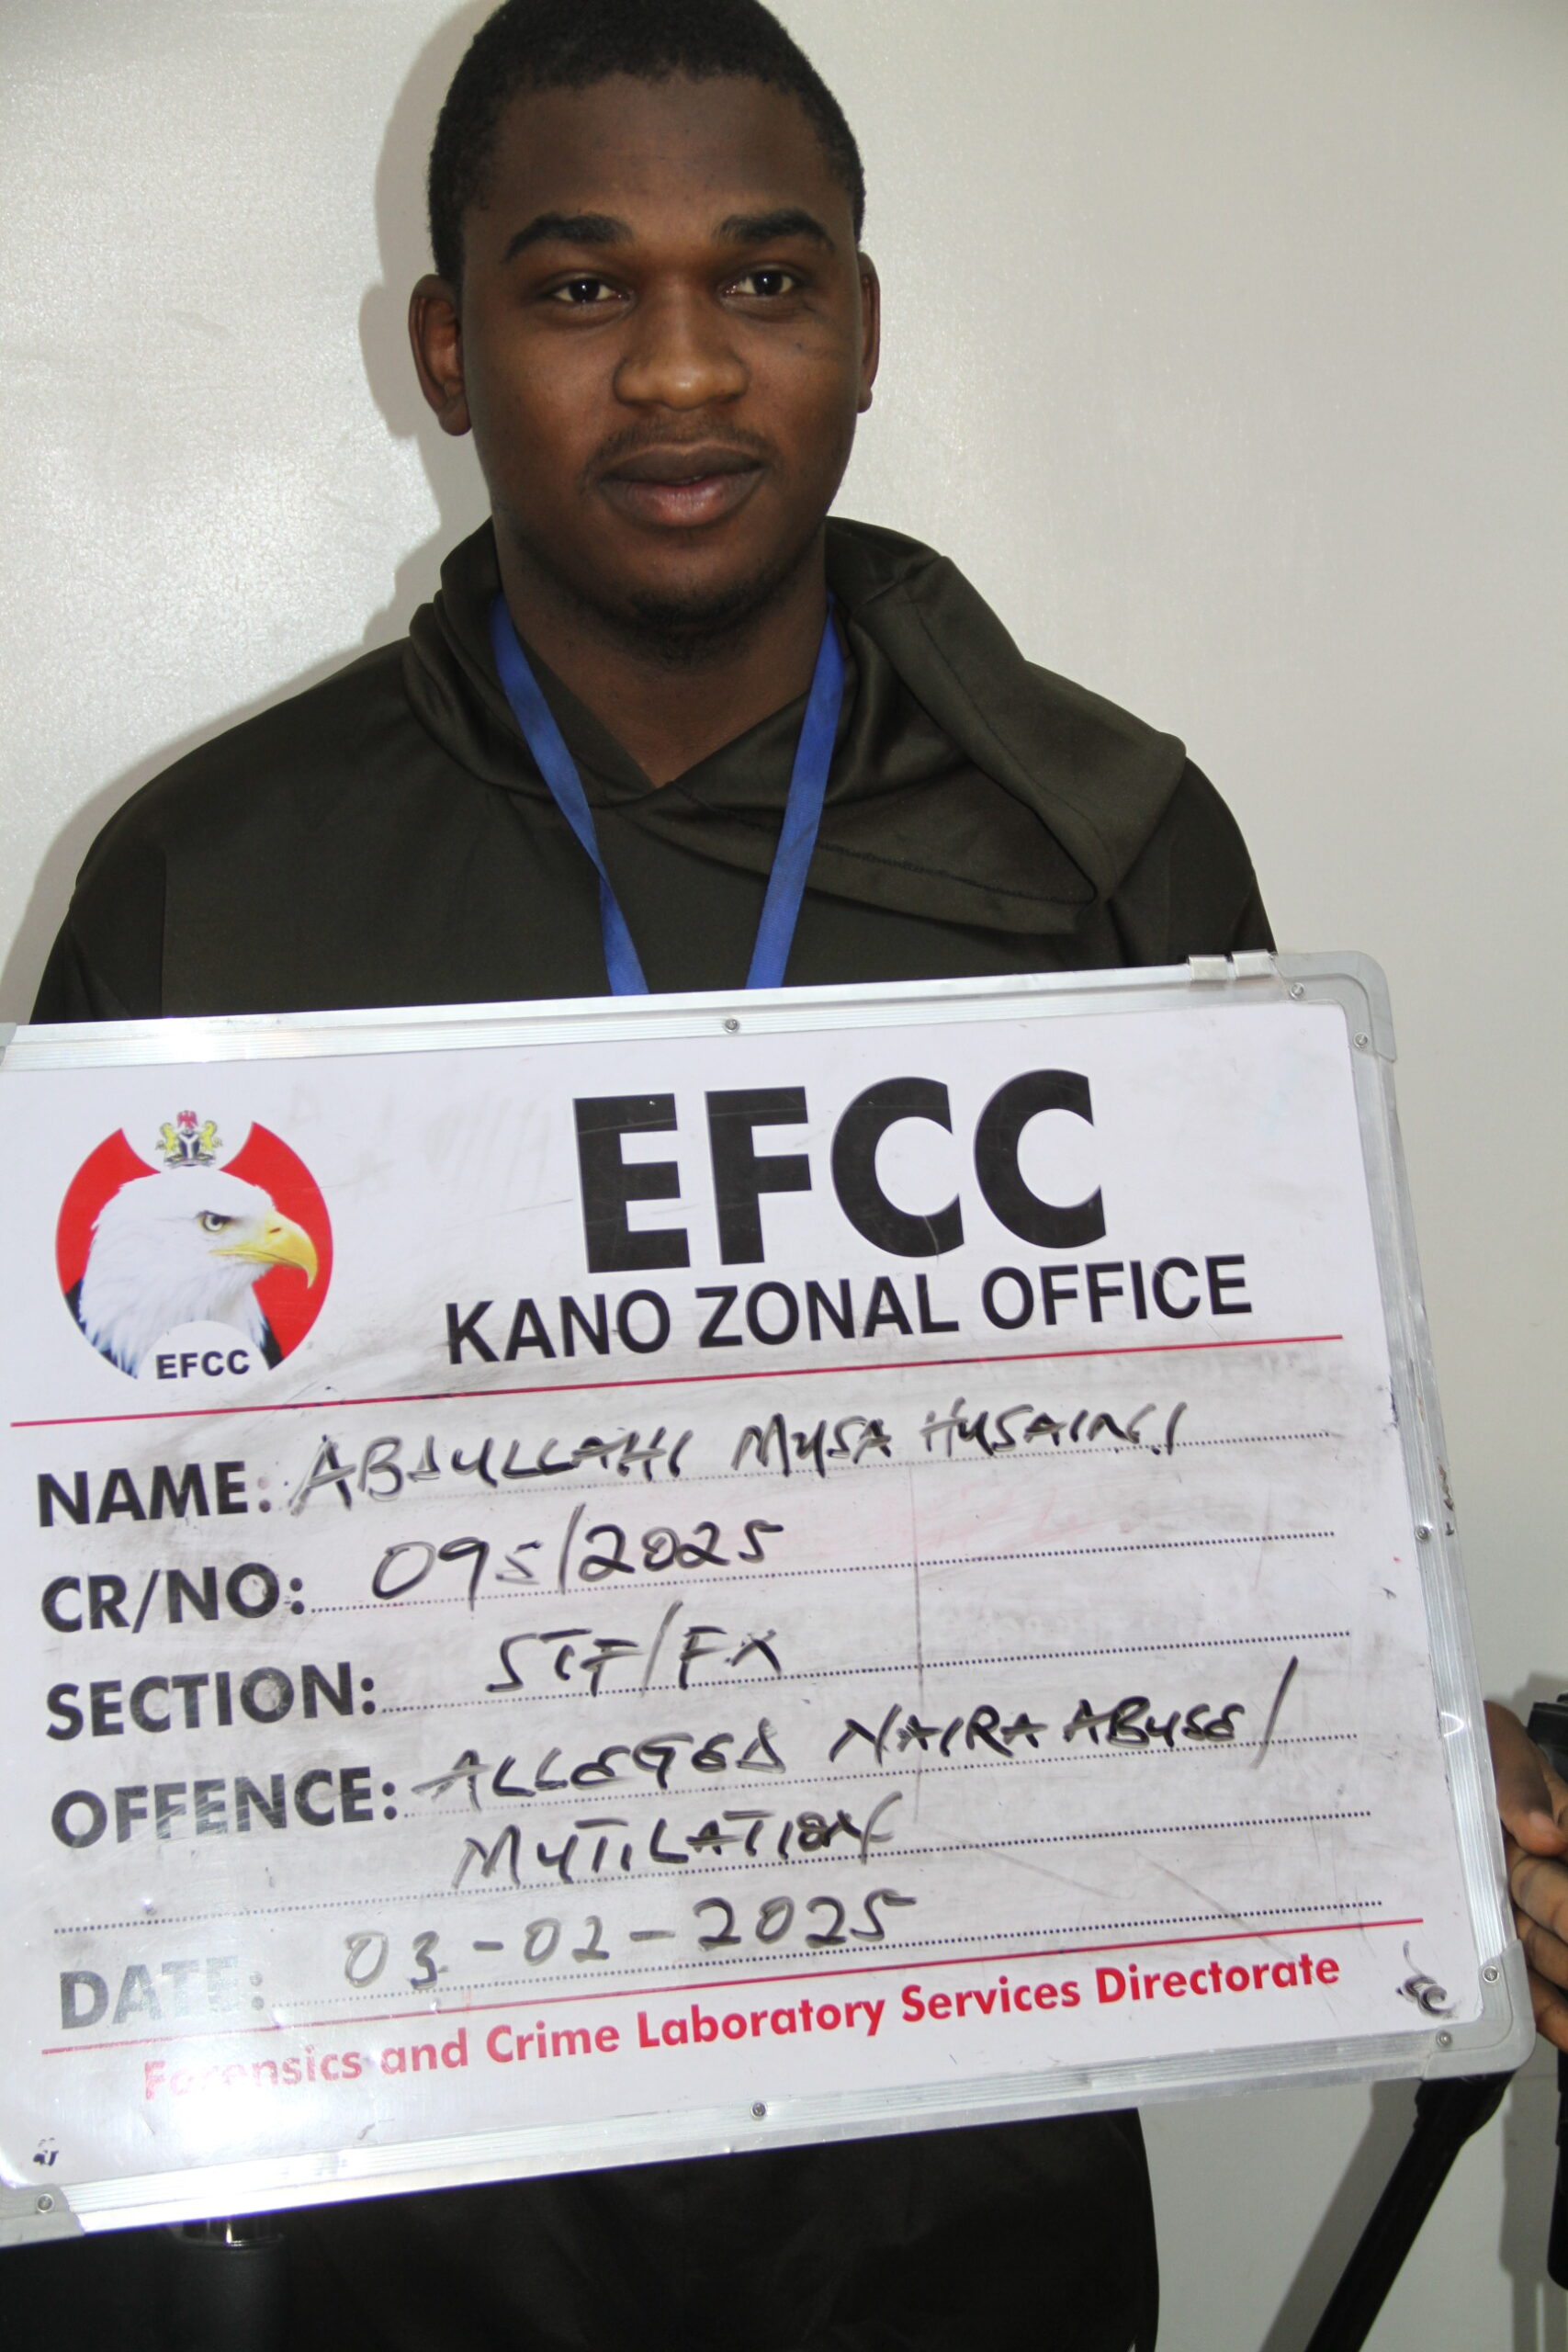 EFCC
KANO ZONAL OFFICE
EFCC
NAME: ABDULLAHI MUSA HUSAINI
CR/NO: 095/2025
SECTION: STF/FX
OFFENCE: ALLEGED NAIRA ABUSE/
MUTILATION
DATE: 03-02-2025
Forensics and Crime Laboratory Services Directorate